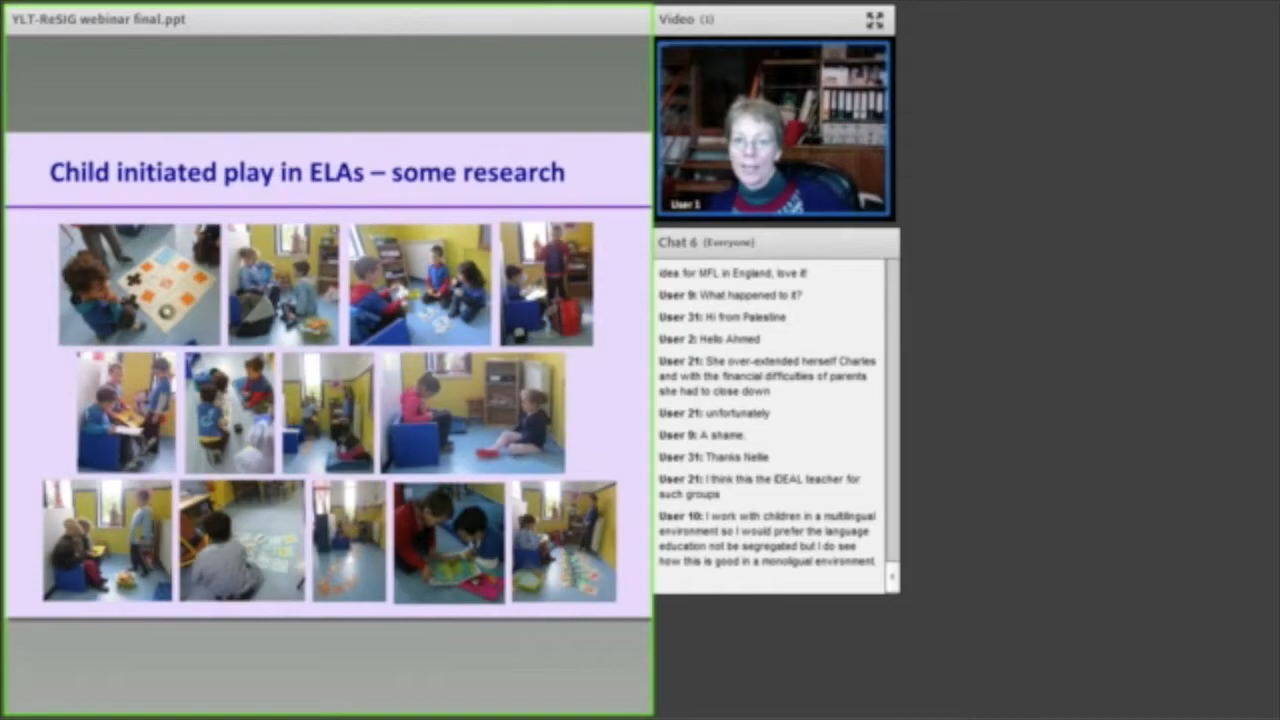 YLT-ReSIG webinar final.ppt
Child initiated play in ELAs – some research
Video (1)
User 1
Chat 6 (Everyone)
idea for MFL in England, love it!
User 9: What happened to it?
User 31: Hi from Palestine
User 2: Hello Ahmed
User 21: She over-extended herself Charles
and with the financial difficulties of parents
she had to close down
User 21: unfortunately
User 9: A shame.
User 31: Thanks Nellie
User 21: I think this the IDEAL teacher for
such groups
User 10: I work with children in a multilingual
environment so I would prefer the language
education not be segregated but I do see
how this is good in a monoligual environment.